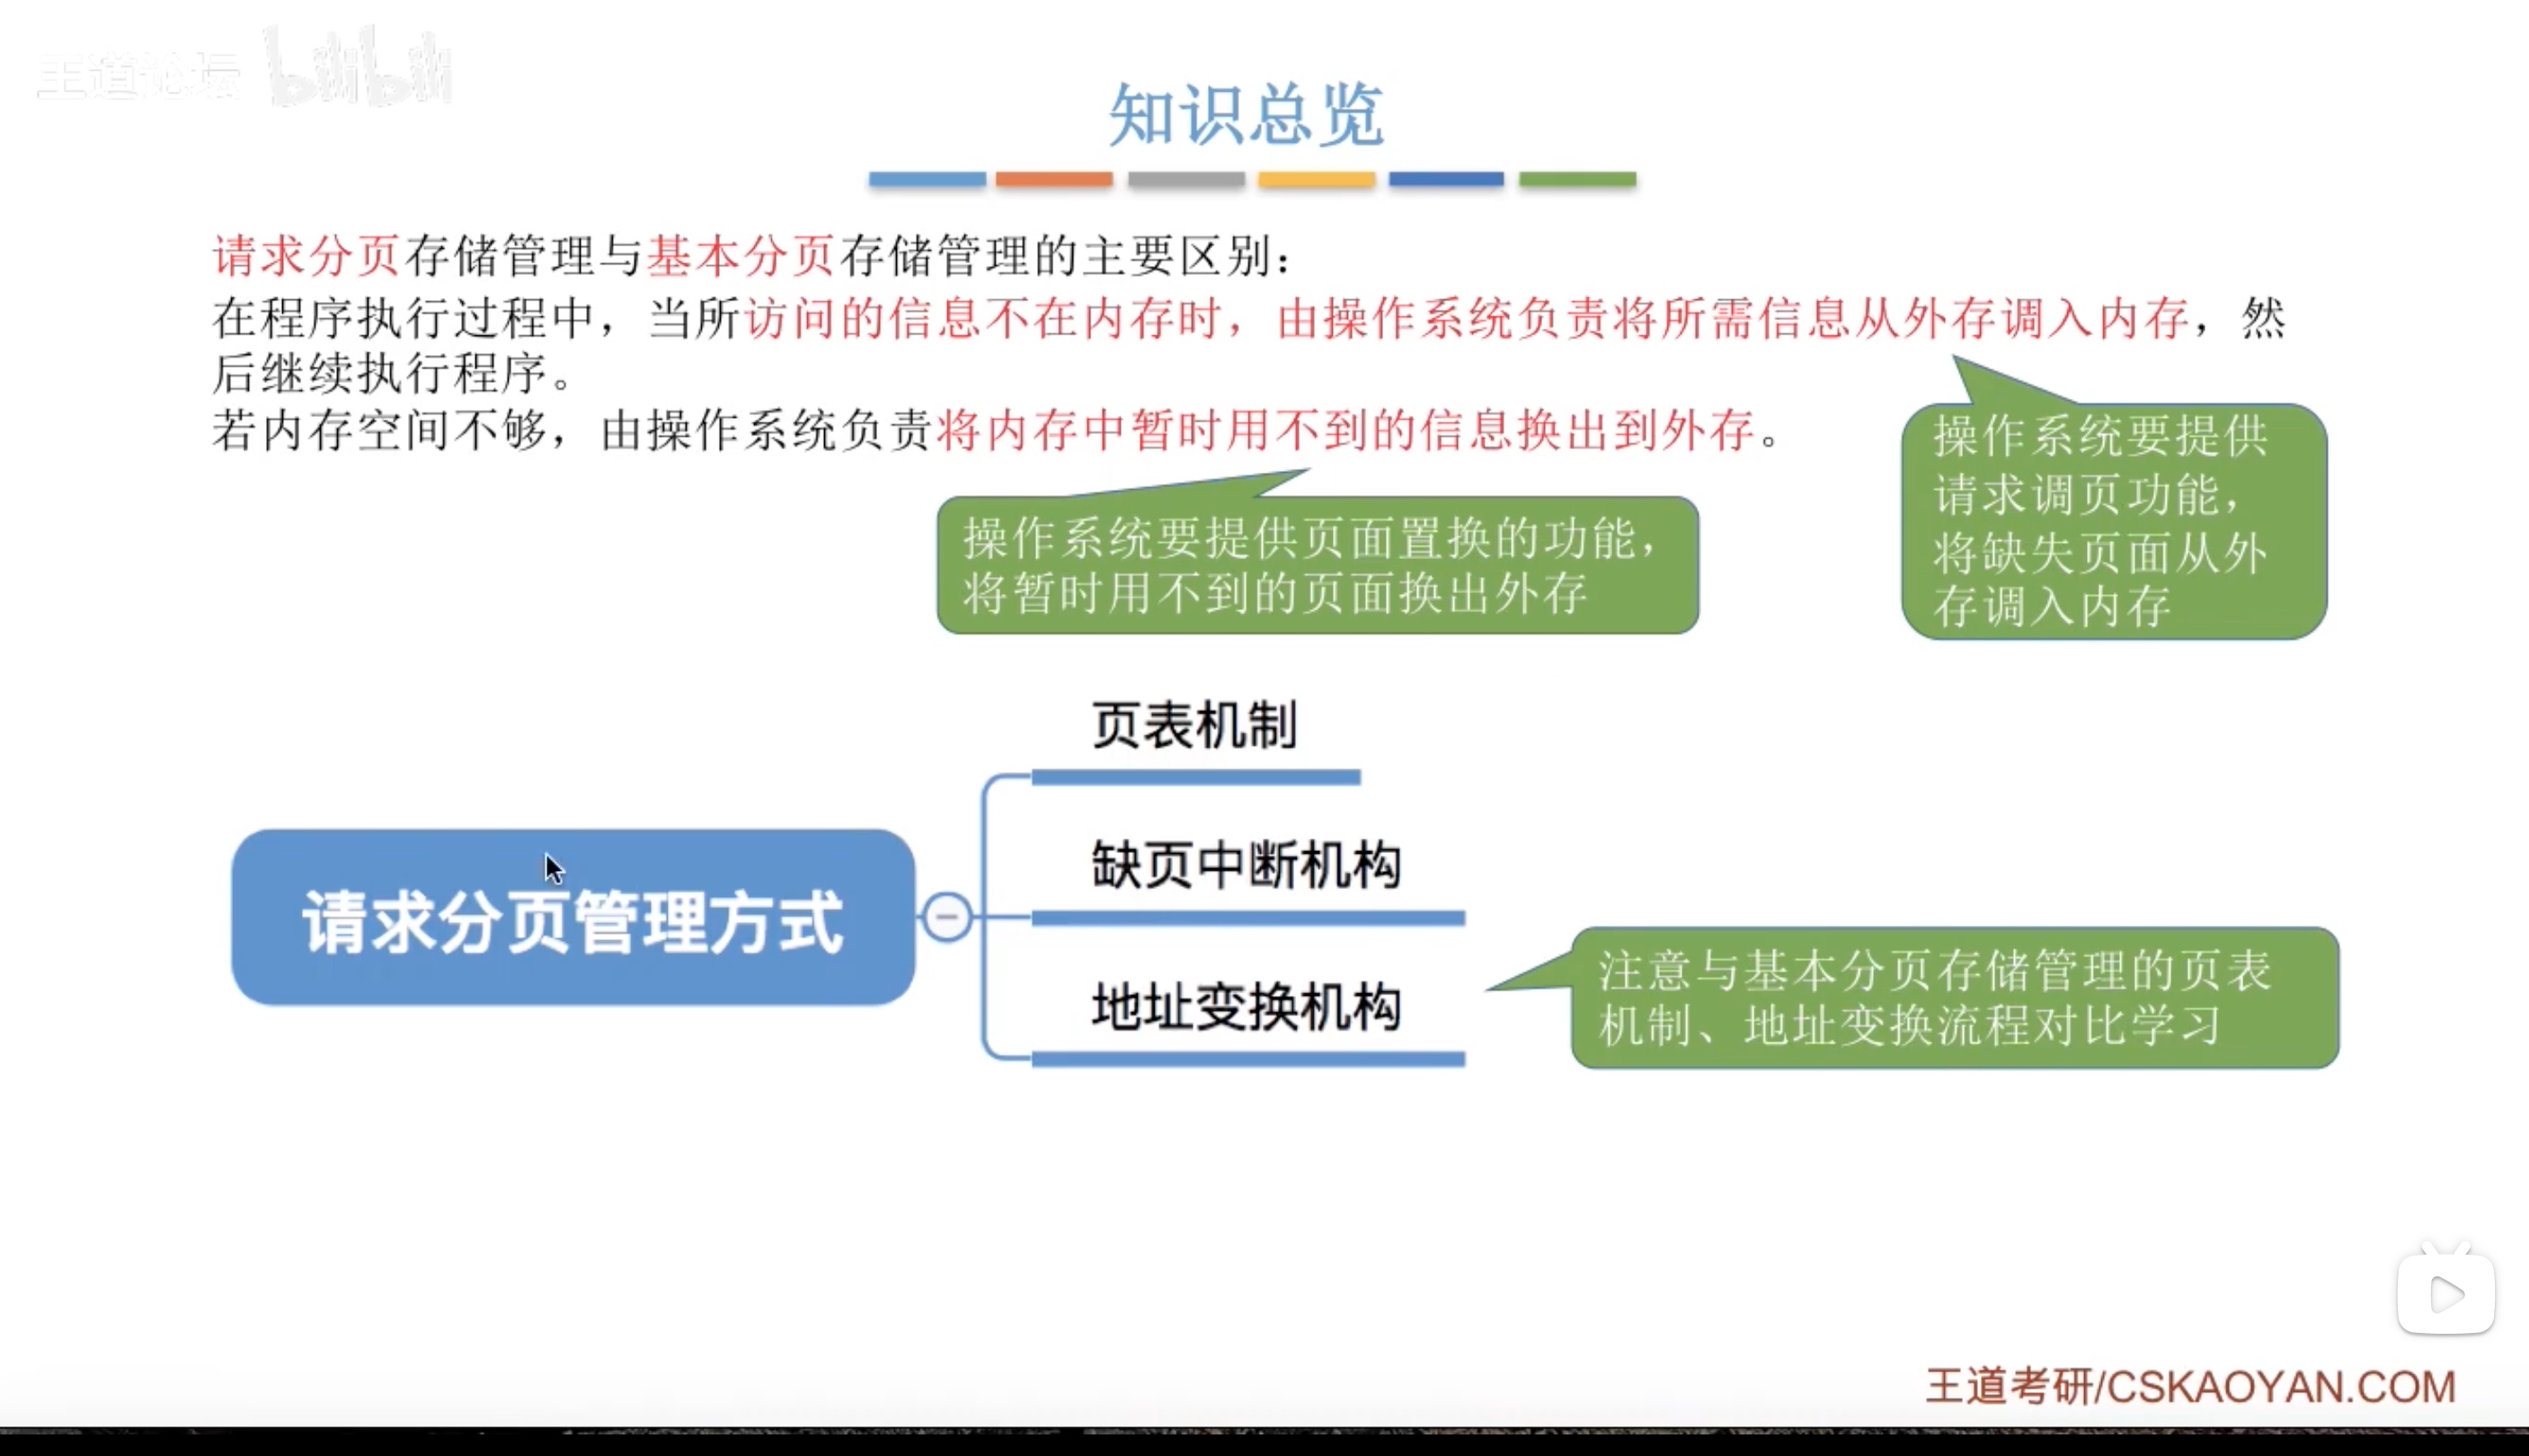 王道论坛 bilibili
知识总览
请求分页存储管理与基本分页存储管理的主要区别：
在程序执行过程中，当所访问的信息不在内存时，由操作系统负责将所需信息从外存调入内存，然
后继续执行程序。
若内存空间不够，由操作系统负责将内存中暂时用不到的信息换出到外存。
操作系统要提供
请求调页功能，
将缺失页面从外
存调入内存
操作系统要提供页面置换的功能，
将暂时用不到的页面换出外存
页表机制
缺页中断机构
请求分页管理方式
地址变换机构
注意与基本分页存储管理的页表
机制、地址变换流程对比学习
王道考研/CSKAOYAN.COM